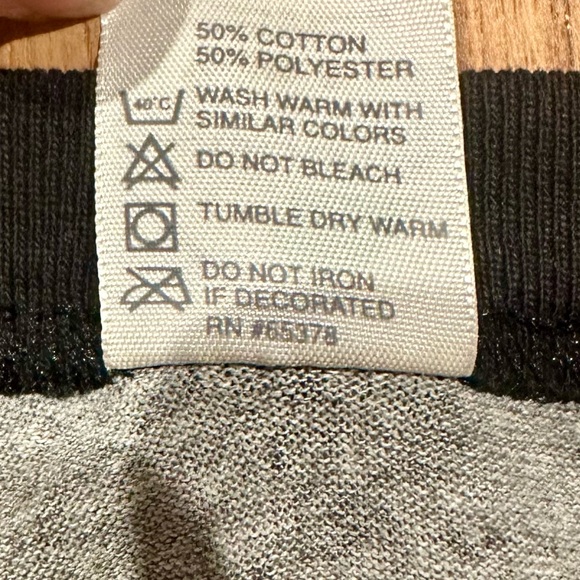 50% COTTON
50% POLYESTER
40°C WASH WARM WITH
SIMILAR COLORS
DO NOT BLEACH
TUMBLE DRY WARM
DO NOT IRON
IF DECORATED
RN #65378